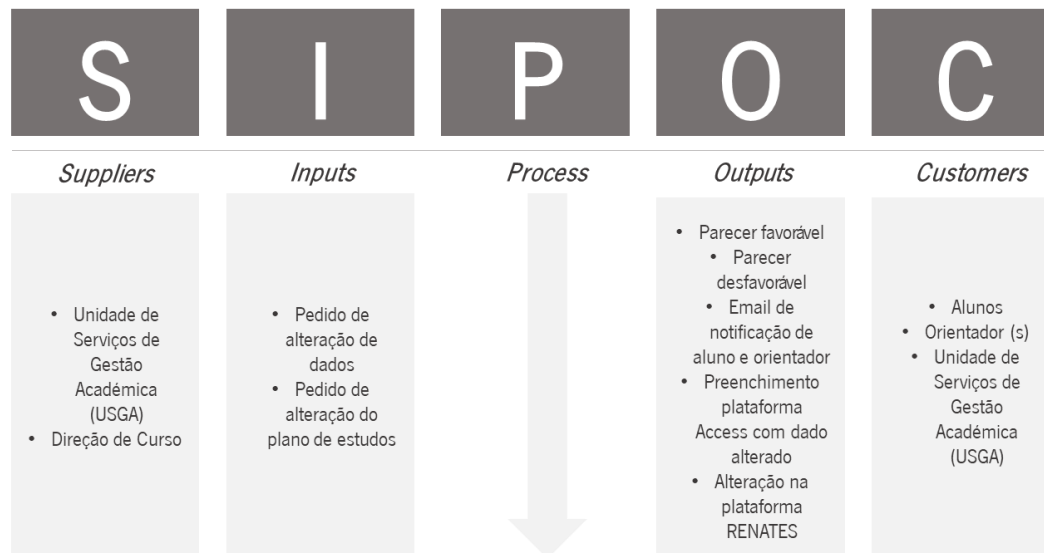 S
I
P
O
C
Suppliers
Inputs
Process
Outputs
Customers
• Unidade de
Serviços de
Gestão
Académica
(USGA)
• Direção de Curso
• Pedido de
alteração de
dados
• Pedido de
alteração do
plano de estudos
• Parecer favorável
• Parecer
desfavorável
• Email de
notificação de
aluno e orientador
• Preenchimento
plataforma
Access com dado
alterado
• Alteração na
plataforma
RENATES
• Alunos
• Orientador (s)
• Unidade de
Serviços de
Gestão
Académica
(USGA)